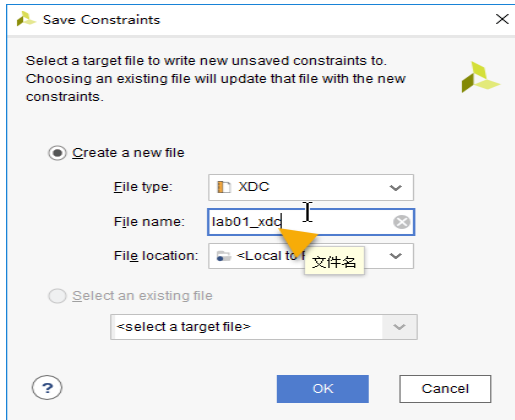 Save Constraints
Select a target file to write new unsaved constraints to.
Choosing an existing file will update that file with the new
constraints.
Create a new file
File type: XDC
File name: lab01_xdc
File location: <Local to
文件名
Select an existing file
<select a target file>
? OK Cancel